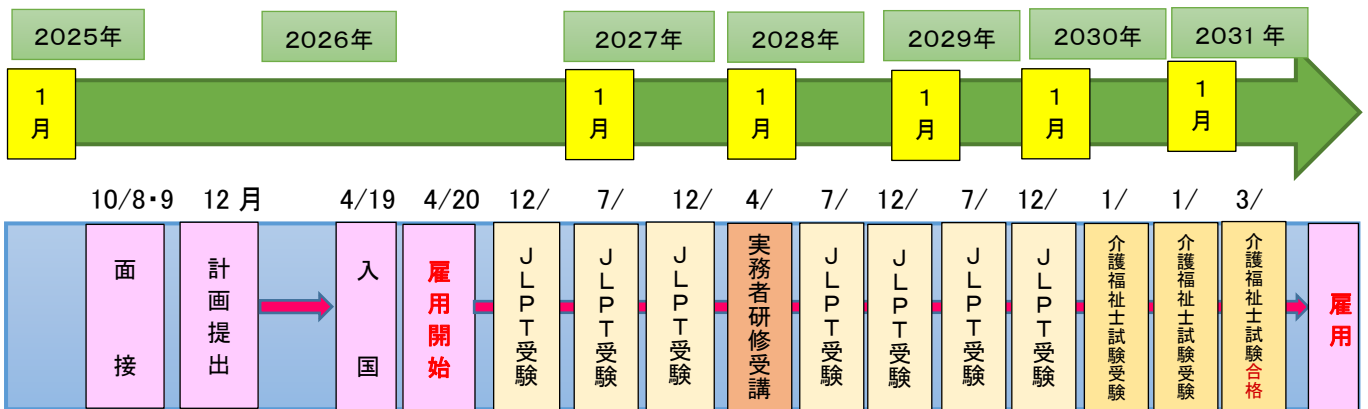 2025年 2026年 2027年 2028年 2029年 2030年 2031年
1月 1月 1月 1月 1月 1月
10/8・9 12月 4/19 4/20 12/ 7/ 12/ 4/ 7/ 12/ 7/ 12/ 1/ 1/ 3/
面接
計画提出
入国
雇用開始
JLPT受験
JLPT受験
JLPT受験
実務者研修受講
JLPT受験
JLPT受験
JLPT受験
JLPT受験
介護福祉士試験受験
介護福祉士試験受験
介護福祉士試験合格
雇用